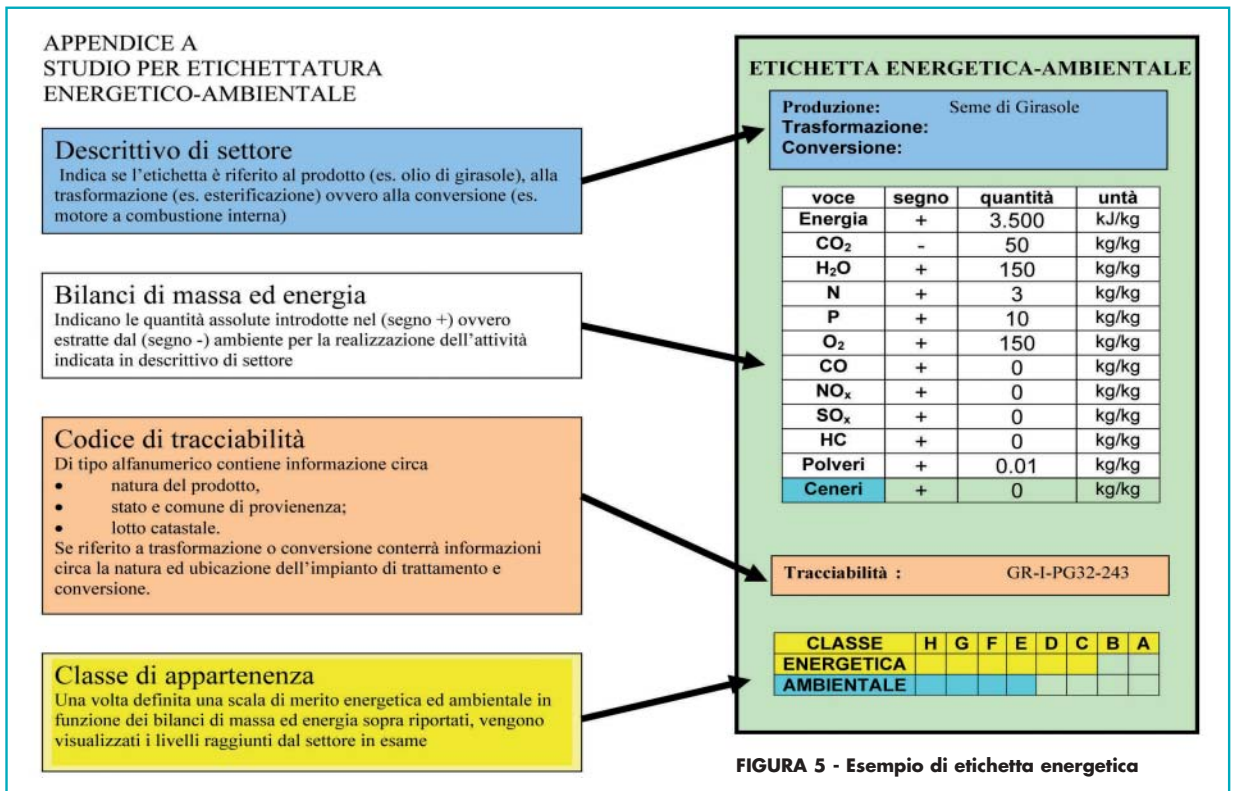 APPENDICE A
STUDIO PER ETICHETTATURA
ENERGETICO-AMBIENTALE
Descrittivo di settore
Indica se l'etichetta è riferito al prodotto (es. olio di girasole), alla
trasformazione (es. esterificazione) ovvero alla conversione (es.
motore a combustione interna)
Bilanci di massa ed energia
Indicano le quantità assolute introdotte nel (segno +) ovvero
estratte dal (segno -) ambiente per la realizzazione dell'attività
indicata in descrittivo di settore
Codice di tracciabilità
Di tipo alfanumerico contiene informazione circa
• natura del prodotto,
• stato e comune di provienenza;
• lotto catastale.
Se riferito a trasformazione o conversione conterrà informazioni
circa la natura ed ubicazione dell'impianto di trattamento e
conversione.
Classe di appartenenza
Una volta definita una scala di merito energetica ed ambientale in
funzione dei bilanci di massa ed energia sopra riportati, vengono
visualizzati i livelli raggiunti dal settore in esame
ETICHETTA ENERGETICA-AMBIENTALE
Produzione: Seme di Girasole
Trasformazione:
Conversione:
voce segno quantità untà
Energia + 3.500 kJ/kg
CO₂ - 50 kg/kg
H₂O + 150 kg/kg
N + 3 kg/kg
P + 10 kg/kg
O₂ + 150 kg/kg
CO + 0 kg/kg
NOₓ + 0 kg/kg
SOₓ + 0 kg/kg
HC + 0 kg/kg
Polveri + 0.01 kg/kg
Ceneri + 0 kg/kg
Tracciabilità : GR-I-PG32-243
CLASSE H G F E D C B A
ENERGETICA
AMBIENTALE
FIGURA 5 - Esempio di etichetta energetica